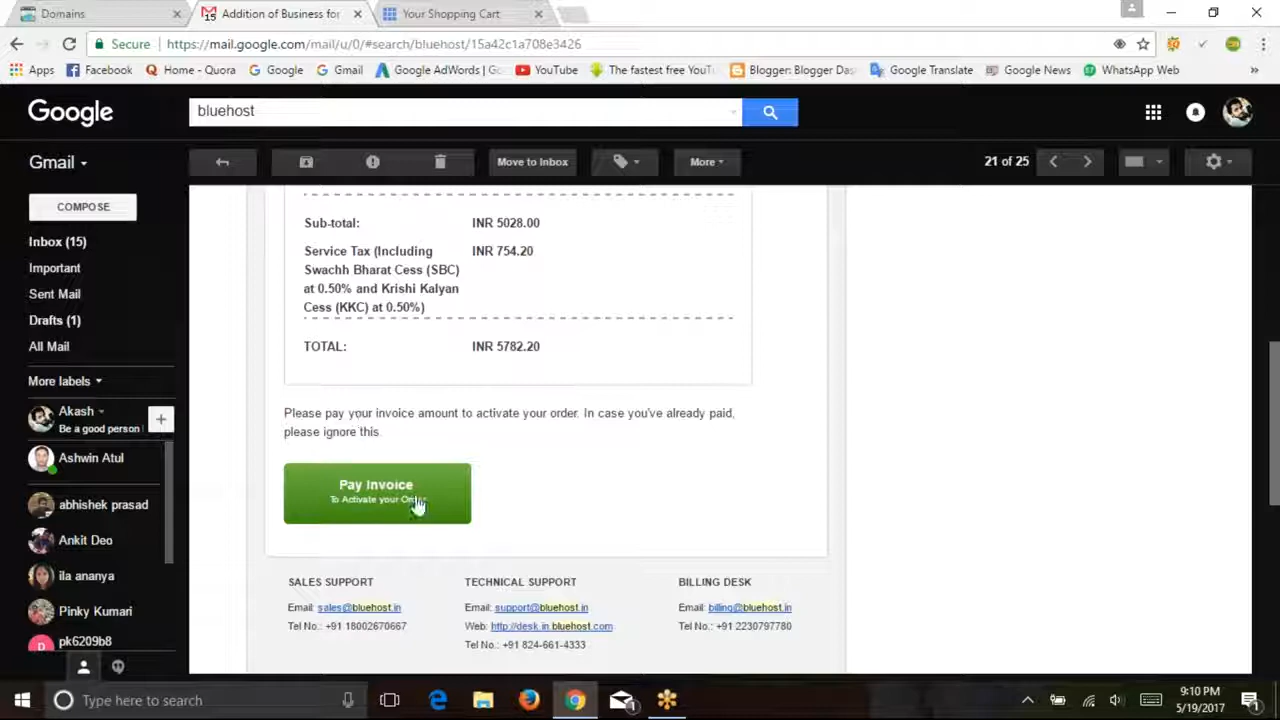 Domains
Addition of Business for
Your Shopping Cart
Secure
https://mail.google.com/mail/u/0/#search/bluehost/15a42c1a708e3426
Apps
Facebook
Home - Quora
Google
Gmail
Google AdWords | Go
YouTube
The fastest free YouT
Blogger: Blogger Das
Google Translate
Google News
WhatsApp Web
Google
bluehost
Gmail
Move to Inbox
More
21 of 25
COMPOSE
Inbox (15)
Important
Sent Mail
Drafts (1)
All Mail
More labels
Akash
Be a good person
Ashwin Atul
abhishek prasad
Ankit Deo
ila ananya
Pinky Kumari
pk6209b8
Sub-total: INR 5028.00
Service Tax (Including INR 754.20
Swachh Bharat Cess (SBC)
at 0.50% and Krishi Kalyan
Cess (KKC) at 0.50%)
TOTAL: INR 5782.20
Please pay your invoice amount to activate your order. In case you've already paid,
please ignore this
Pay Invoice
To Activate your
SALES SUPPORT
Email: sales@bluehost.in
Tel No.: +91 18002670667
TECHNICAL SUPPORT
Email: support@bluehost.in
Web: http://desk.in.bluehost.com
Tel No.: +91 824-661-4333
BILLING DESK
Email: billing@bluehost.in
Tel No.: +91 2230797780
Type here to search
9:10 PM
5/19/2017